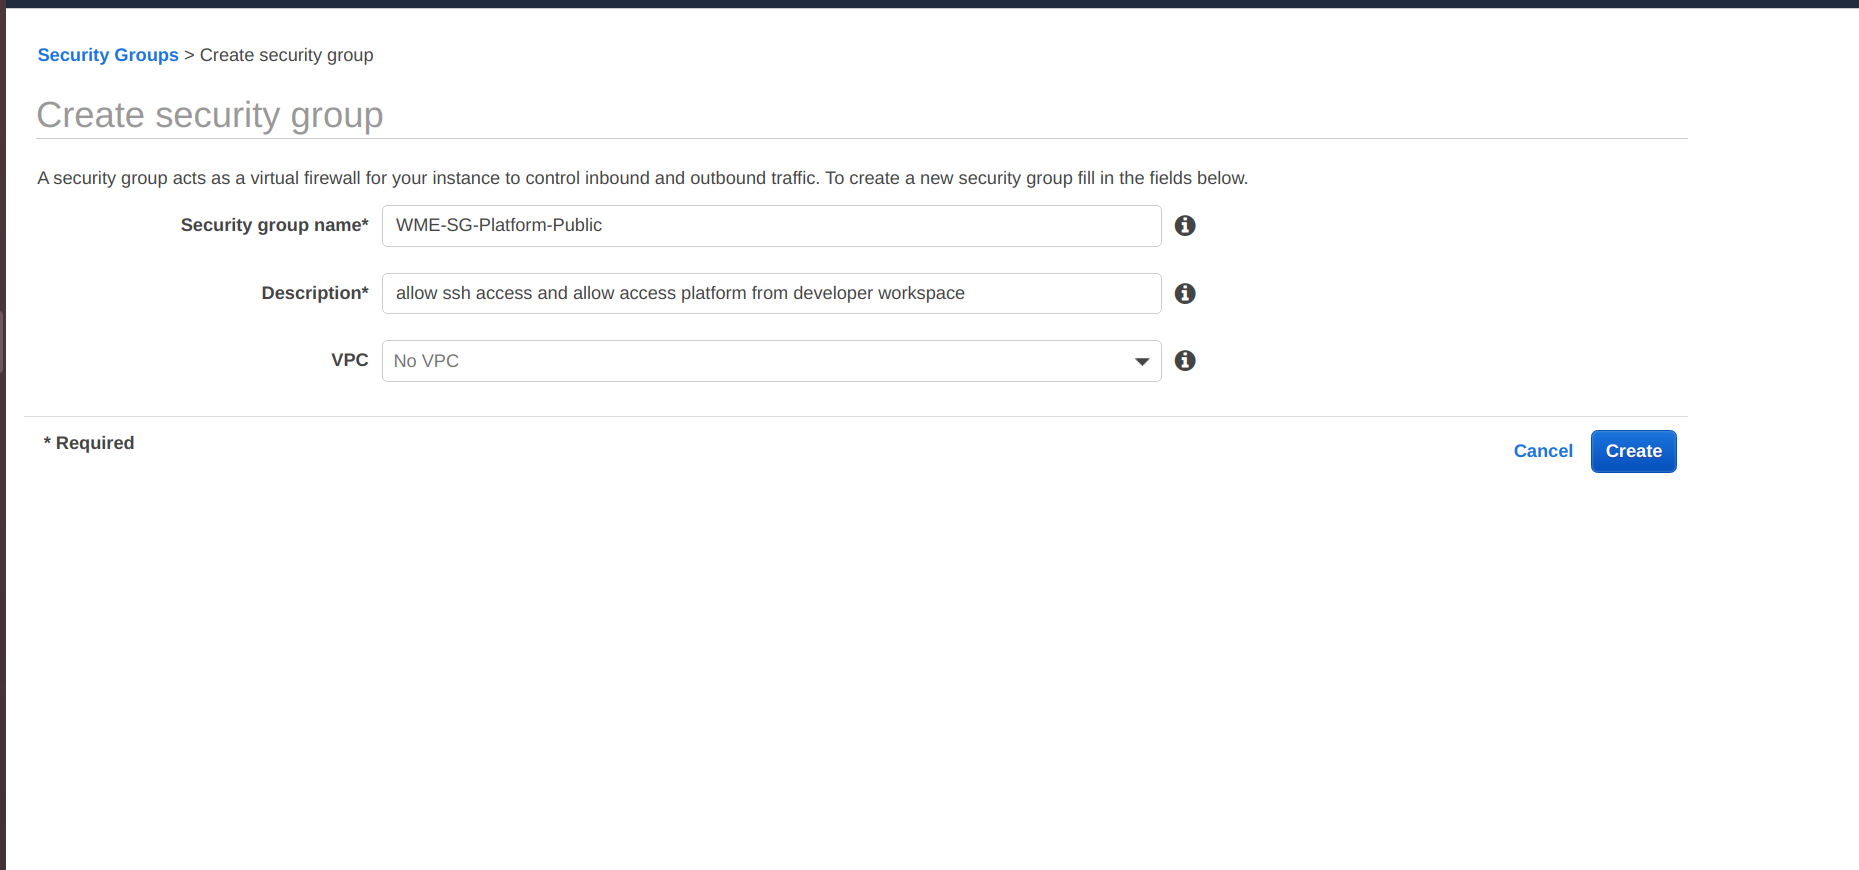 Security Groups > Create security group
Create security group
A security group acts as a virtual firewall for your instance to control inbound and outbound traffic. To create a new security group fill in the fields below.
Security group name* WME-SG-Platform-Public
Description* allow ssh access and allow access platform from developer workspace
VPC No VPC
* Required
Cancel Create